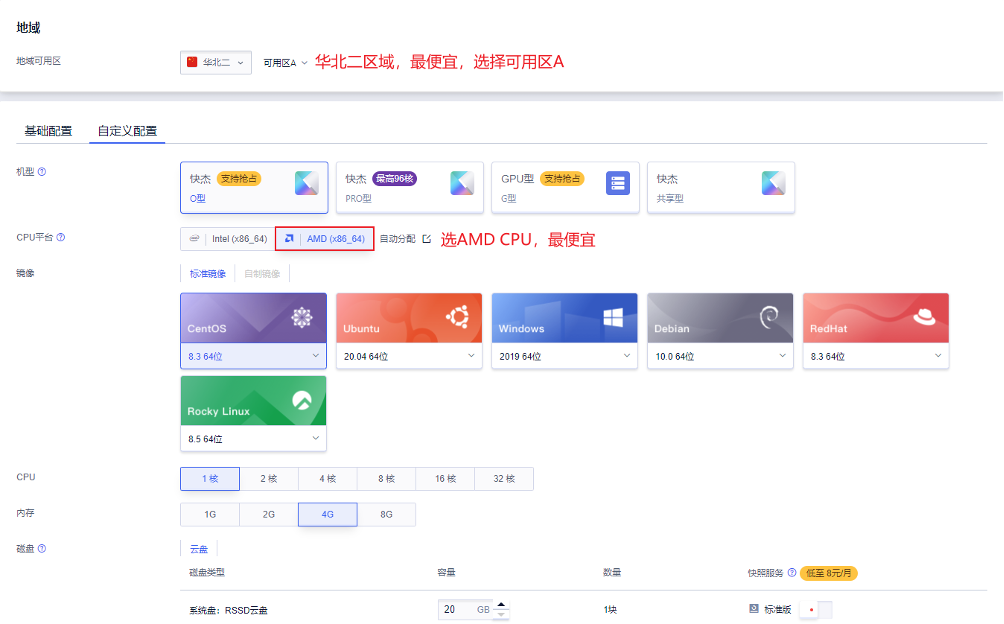 地域
地域可用区 华北二 可用区A 华北二区域，最便宜，选择可用区A
基础配置 自定义配置
机型 快杰 支持抢占 快杰 最高96核 GPU型 支持抢占 快杰
O型 PRO型 G型 共享型
CPU平台 Intel (x86_64) AMD (x86_64) 自动分配 选AMD CPU，最便宜
镜像 标准镜像 自制镜像
CentOS Ubuntu Windows Debian RedHat
8.3 64位 20.04 64位 2019 64位 10.0 64位 8.3 64位
Rocky Linux
8.5 64位
CPU 1 核 2 核 4 核 8 核 16 核 32 核
内存 1G 2G 4G 8G
磁盘 云盘
磁盘类型 容量 数量 快照服务 低至 8元/月
系统盘：RSSD云盘 20 GB 1块 标准版